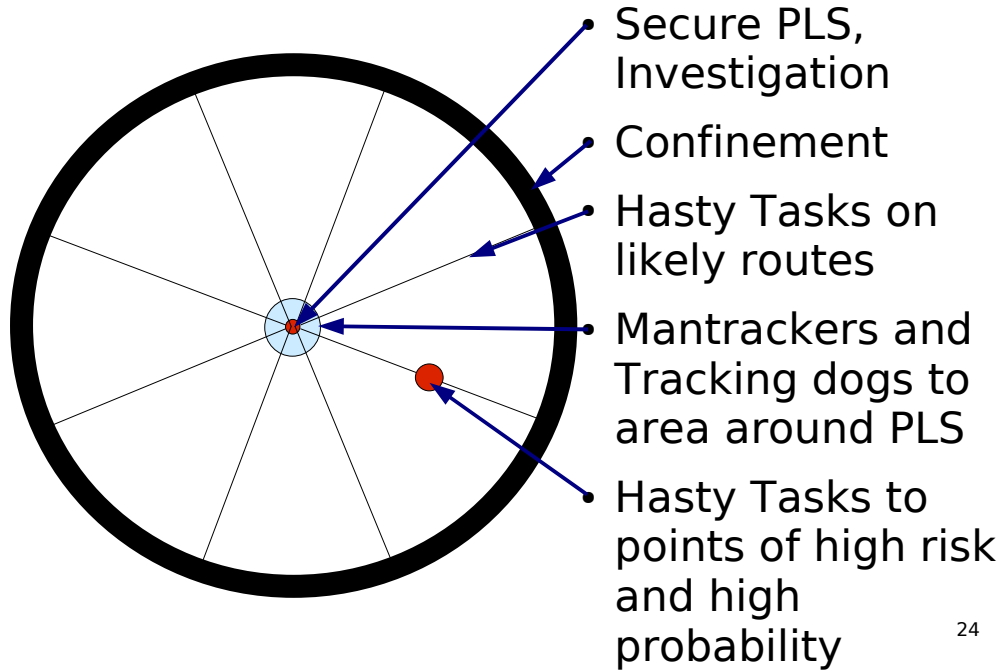 Secure PLS,
Investigation
Confinement
Hasty Tasks on
likely routes
Mantrackers and
Tracking dogs to
area around PLS
Hasty Tasks to
points of high risk
and high
probability
24